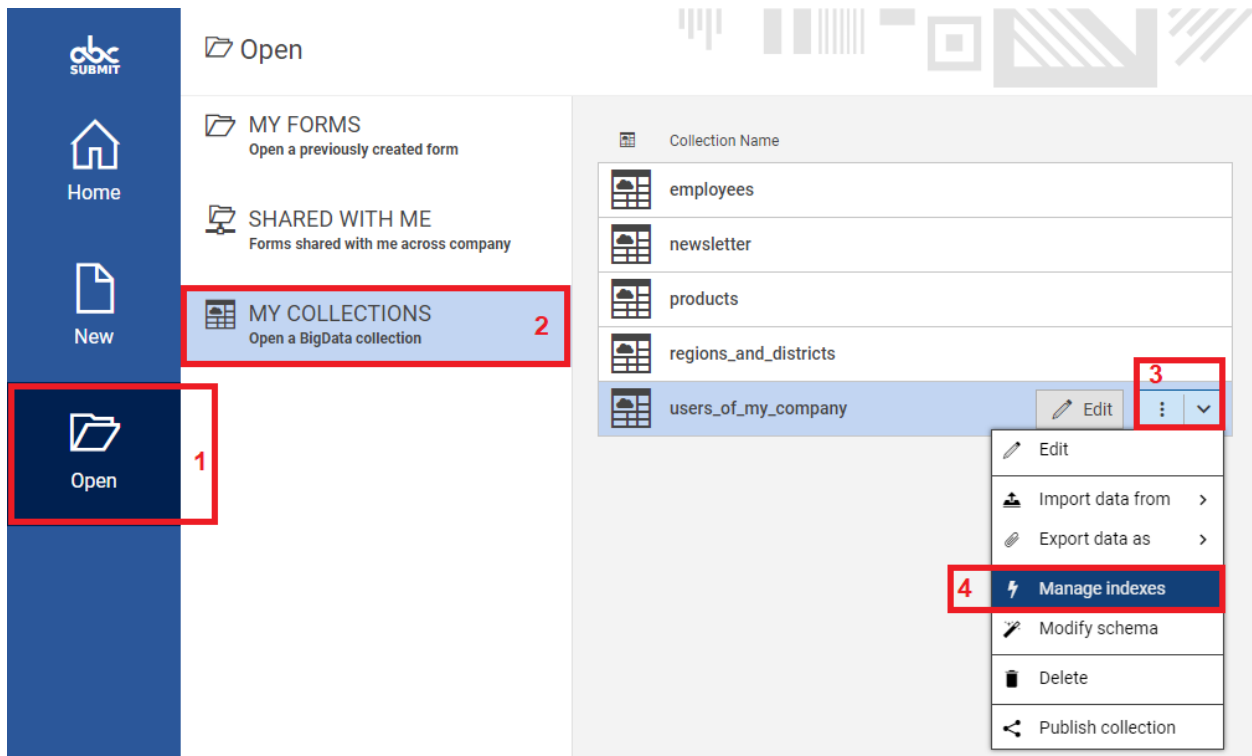 abc
SUBMIT
Home
New
Open
1
Open
MY FORMS
Open a previously created form
SHARED WITH ME
Forms shared with me across company
MY COLLECTIONS
Open a BigData collection
2
Collection Name
employees
newsletter
products
regions_and_districts
users_of_my_company
Edit
3
Edit
Import data from
Export data as
4
Manage indexes
Modify schema
Delete
Publish collection